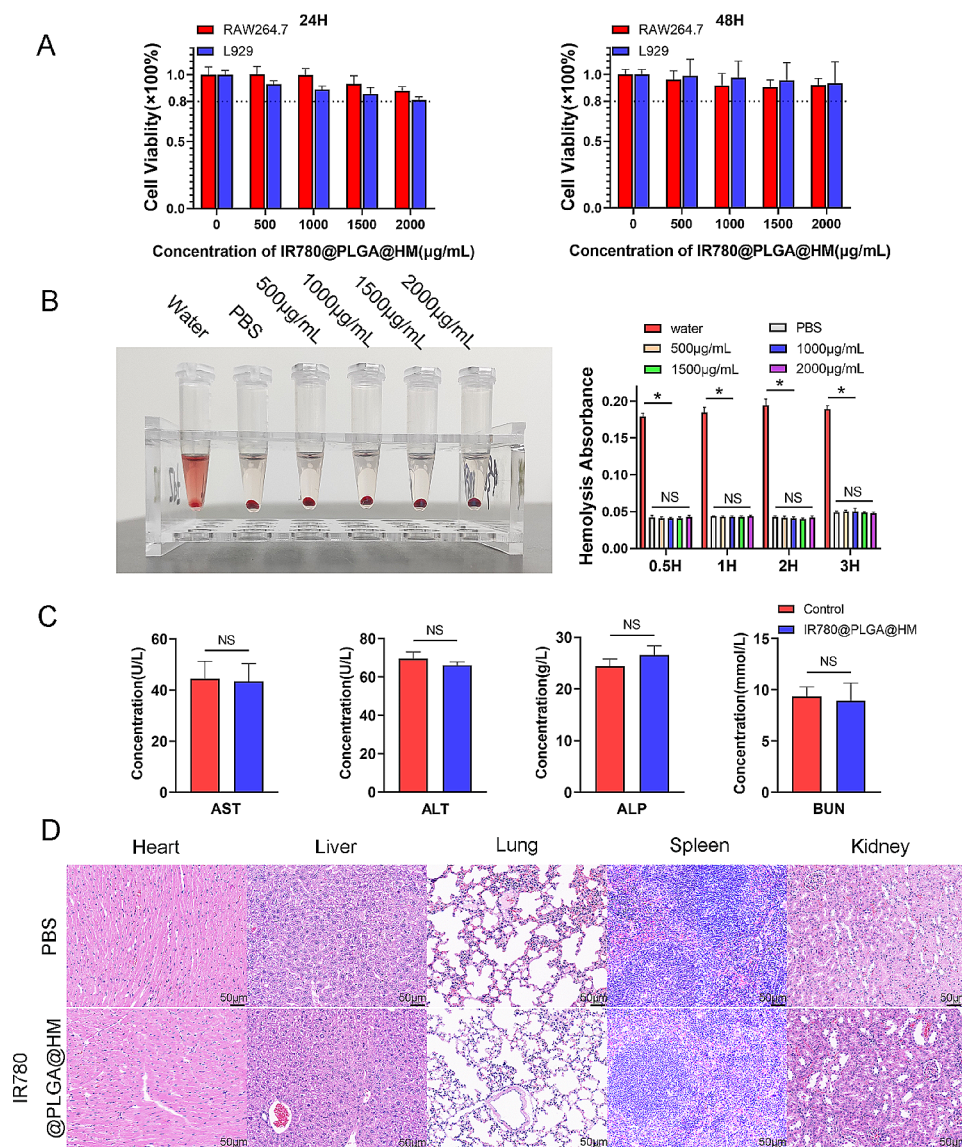 A
24H
RAW264.7
L929
Cell Viablity(×100%)
1.0
0.8
0.5
0.0
0 500 1000 1500 2000
Concentration of IR780@PLGA@HM(μg/mL)
48H
RAW264.7
L929
Cell Viablity(×100%)
1.0
0.8
0.5
0.0
0 500 1000 1500 2000
Concentration of IR780@PLGA@HM(μg/mL)
B
Water PBS 500μg/mL 1000μg/mL 1500μg/mL 2000μg/mL
water PBS
500μg/mL 1000μg/mL
1500μg/mL 2000μg/mL
Hemolysis Absorbance
0.20
0.15
0.10
0.05
0.00
* * * *
NS NS NS NS
0.5H 1H 2H 3H
C
Concentration(U/L)
60
40
20
0
NS
AST
Concentration(U/L)
80
60
40
20
0
NS
ALT
Concentration(g/L)
30
20
10
0
NS
ALP
Control
IR780@PLGA@HM
Concentration(mmol/L)
15
10
5
0
NS
BUN
D
Heart Liver Lung Spleen Kidney
PBS
50μm 50μm 50μm 50μm 50μm
IR780
@PLGA@HM
50μm 50μm 50μm 50μm 50μm